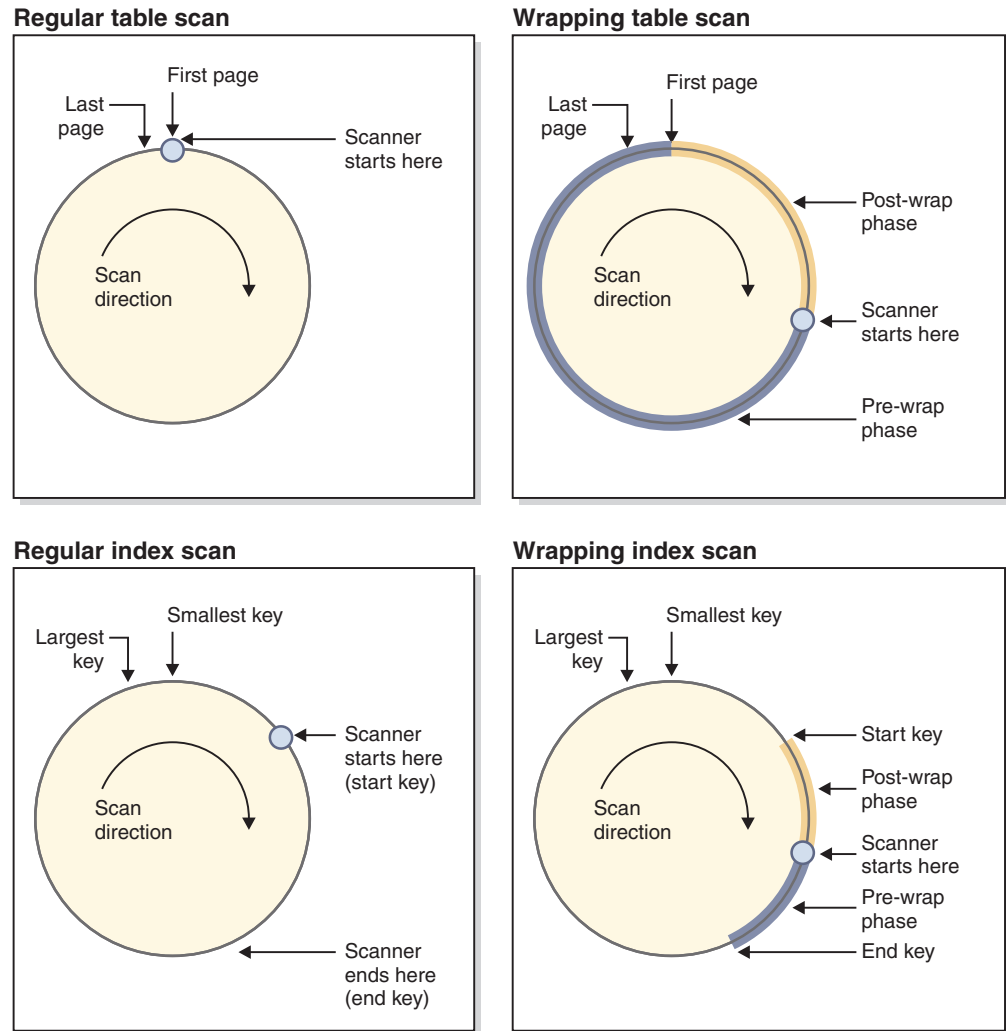 Regular table scan
First page
Last
page
Scanner
starts here
Scan
direction
Wrapping table scan
First page
Last
page
Post-wrap
phase
Scan
direction
Scanner
starts here
Pre-wrap
phase
Regular index scan
Smallest key
Largest
key
Scanner
starts here
(start key)
Scan
direction
Scanner
ends here
(end key)
Wrapping index scan
Smallest key
Largest
key
Start key
Post-wrap
phase
Scan
direction
Scanner
starts here
Pre-wrap
phase
End key